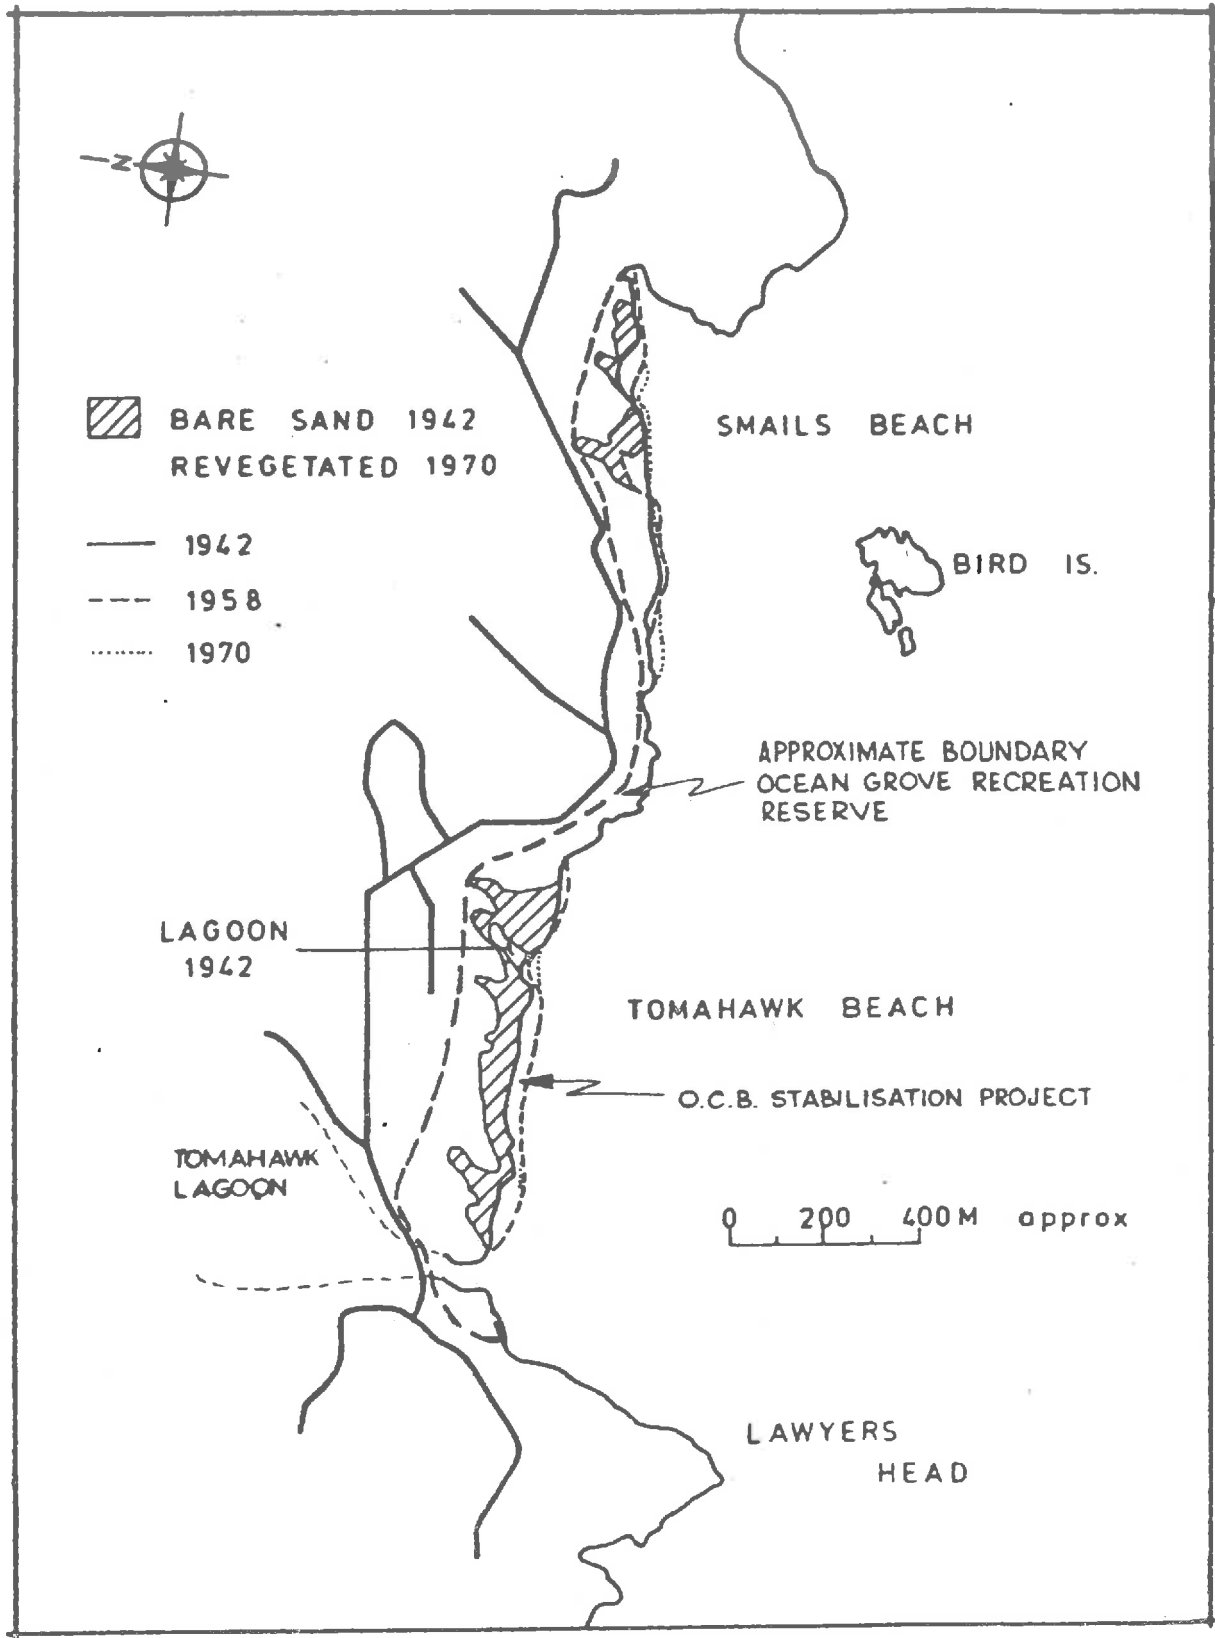 N
BARE SAND 1942
REVEGETATED 1970
1942
1958
1970
SMAILS BEACH
BIRD IS.
APPROXIMATE BOUNDARY
OCEAN GROVE RECREATION
RESERVE
LAGOON
1942
TOMAHAWK BEACH
O.C.B. STABILISATION PROJECT
TOMAHAWK
LAGOON
0 200 400M approx
LAWYERS
HEAD